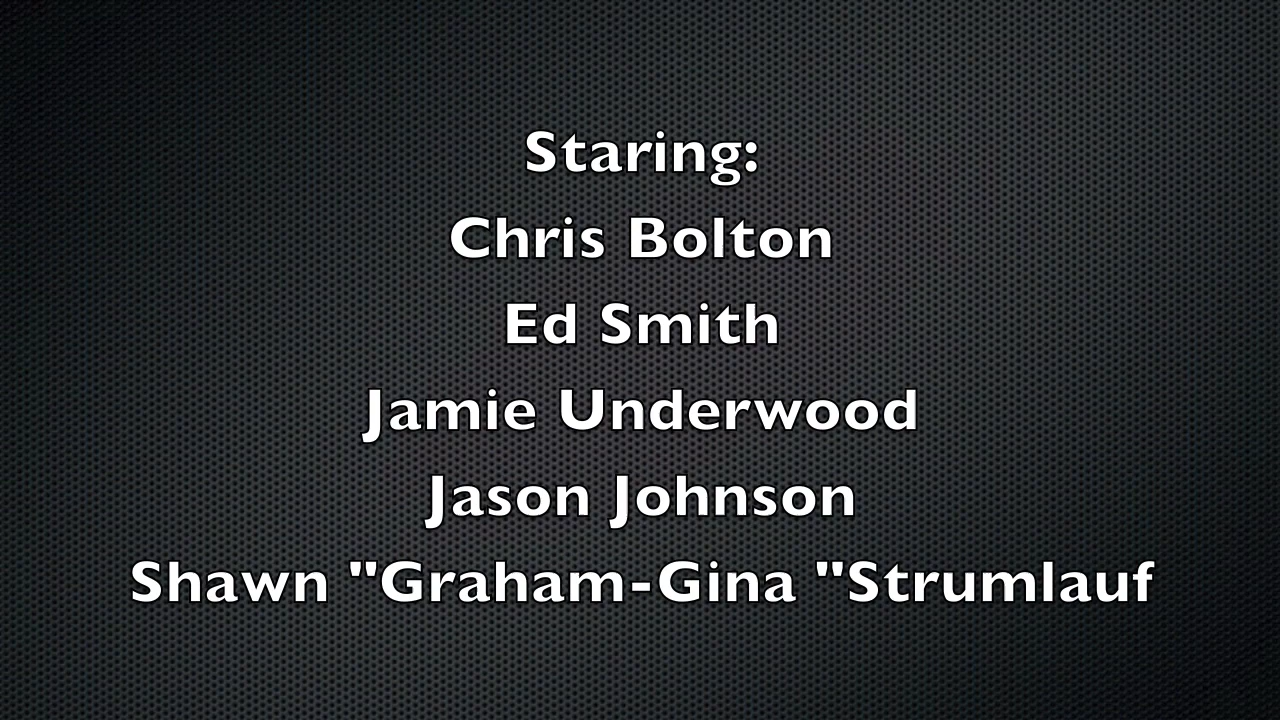 Staring:
Chris Bolton
Ed Smith
Jamie Underwood
Jason Johnson
Shawn "Graham-Gina "Strumlauf